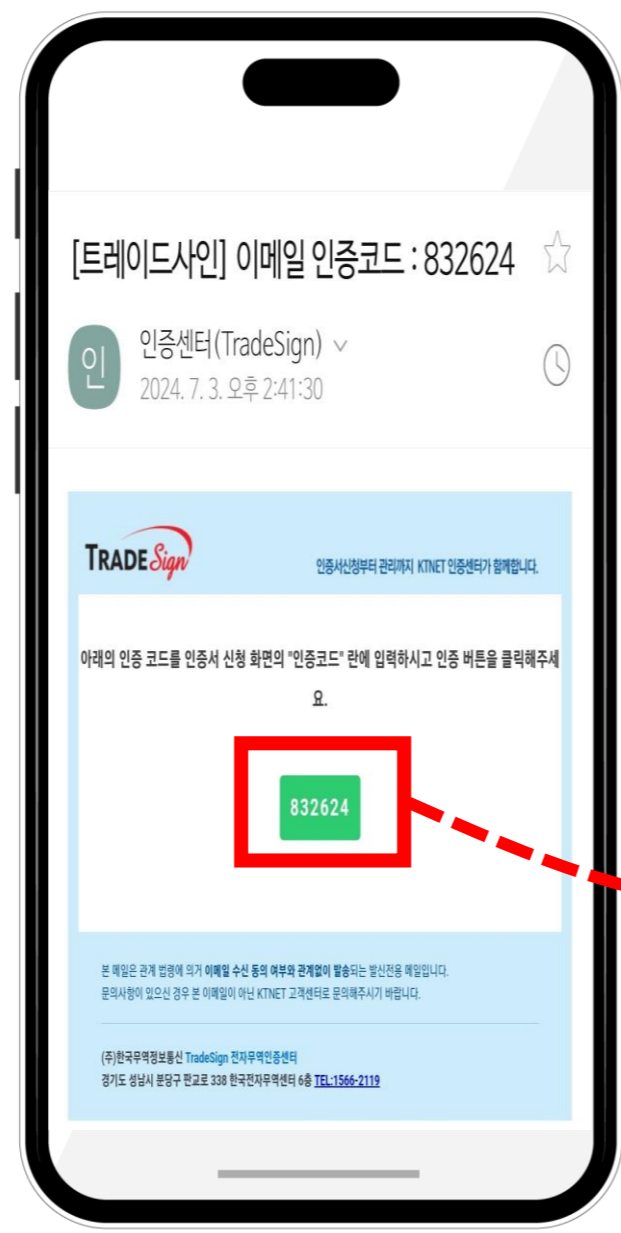 [트레이드사인] 이메일 인증코드 : 832624
인
인증센터(TradeSign)
2024. 7. 3. 오후 2:41:30
TRADE Sign
인증서신청부터 관리까지 KTNET 인증센터가 함께합니다.
아래의 인증 코드를 인증서 신청 화면의 "인증코드" 란에 입력하시고 인증 버튼을 클릭해주세
요.
832624
본 메일은 관계 법령에 의거 이메일 수신 동의 여부와 관계없이 발송되는 발신전용 메일입니다.
문의사항이 있으신 경우 본 이메일이 아닌 KTNET 고객센터로 문의해주시기 바랍니다.
(주)한국무역정보통신 TradeSign 전자무역인증센터
경기도 성남시 분당구 판교로 338 한국전자무역센터 6층 TEL:1566-2119